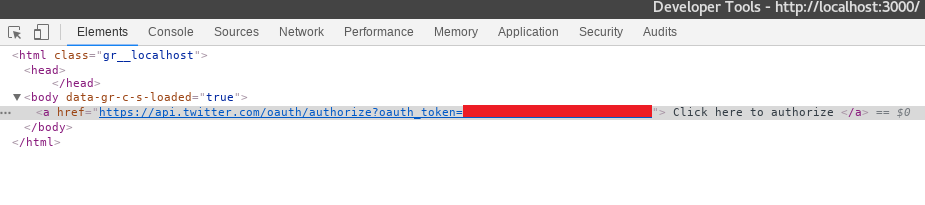 Developer Tools - http://localhost:3000/
Elements Console Sources Network Performance Memory Application Security Audits
<html class="gr__localhost">
<head>
</head>
▼<body data-gr-c-s-loaded="true">
⋯ <a href="https://api.twitter.com/oauth/authorize?oauth_token= "> Click here to authorize </a> == $0
</body>
</html>